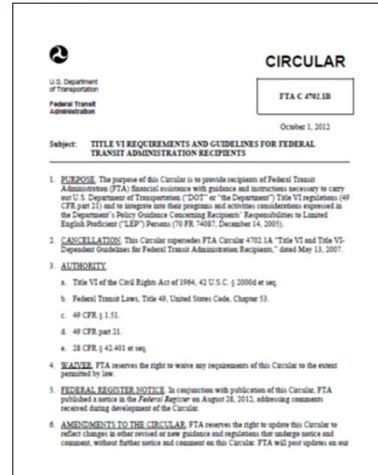 CIRCULAR
U.S. Department
of Transportation
Federal Transit
Administration
FTA C 4702.1B
October 1, 2012
Subject: TITLE VI REQUIREMENTS AND GUIDELINES FOR FEDERAL
TRANSIT ADMINISTRATION RECIPIENTS
1. PURPOSE. The purpose of this Circular is to provide recipients of Federal Transit
Administration (FTA) financial assistance with guidance and instructions necessary to carry
out U.S. Department of Transportation ("DOT" or "the Department") Title VI regulations (49
CFR part 21) and to integrate into their programs and activities considerations expressed in
the Department's Policy Guidance Concerning Recipients' Responsibilities to Limited
English Proficient ("LEP") Persons (70 FR 74087, December 14, 2005).
2. CANCELLATION. This Circular supersedes FTA Circular 4702.1A "Title VI and Title VI-
Dependent Guidelines for Federal Transit Administration Recipients," dated May 13, 2007.
3. AUTHORITY.
a. Title VI of the Civil Rights Act of 1964, 42 U.S.C. § 2000d et seq.
b. Federal Transit Laws, Title 49, United States Code, Chapter 53.
c. 49 CFR § 1.51.
d. 49 CFR part 21.
e. 28 CFR § 42.401 et seq.
4. WAIVER. FTA reserves the right to waive any requirements of this Circular to the extent
permitted by law.
5. FEDERAL REGISTER NOTICE. In conjunction with publication of this Circular, FTA
published a notice in the Federal Register on August 28, 2012, addressing comments
received during development of the Circular.
6. AMENDMENTS TO THE CIRCULAR. FTA reserves the right to update this Circular to
reflect changes in other revised or new guidance and regulations that undergo notice and
comment, without further notice and comment on this Circular. FTA will post updates on our